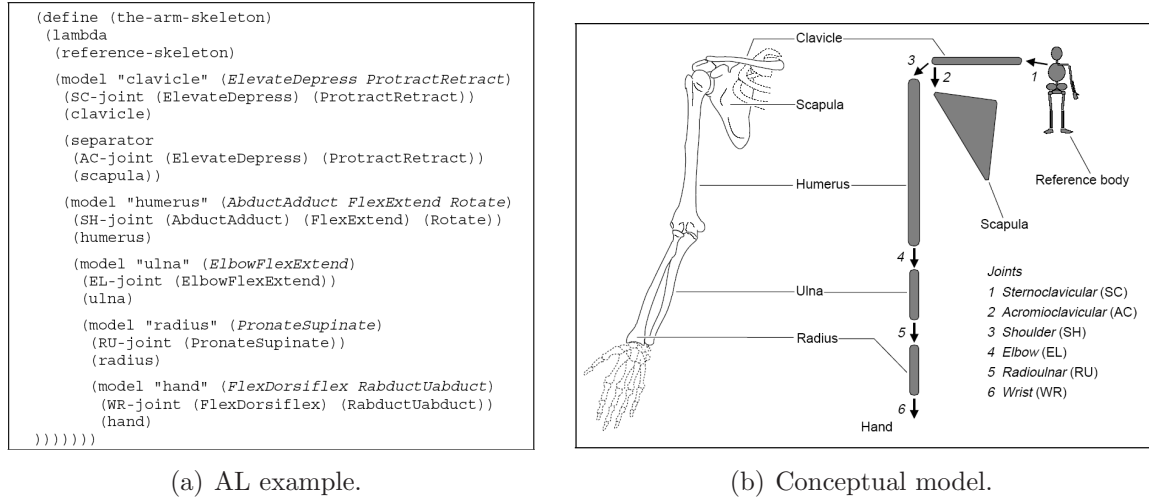 (define (the-arm-skeleton)
(lambda
(reference-skeleton)
(model "clavicle" (ElevateDepress ProtractRetract)
(SC-joint (ElevateDepress) (ProtractRetract))
(clavicle)
(separator
(AC-joint (ElevateDepress) (ProtractRetract))
(scapula))
(model "humerus" (AbductAdduct FlexExtend Rotate)
(SH-joint (AbductAdduct) (FlexExtend) (Rotate))
(humerus)
(model "ulna" (ElbowFlexExtend)
(EL-joint (ElbowFlexExtend))
(ulna)
(model "radius" (PronateSupinate)
(RU-joint (PronateSupinate))
(radius)
(model "hand" (FlexDorsiflex RabductUabduct)
(WR-joint (FlexDorsiflex) (RabductUabduct))
(hand)
)))))))
(a) AL example.
Clavicle
3
2
1
Scapula
Reference body
Humerus
Scapula
4
Ulna
5
Radius
6
Hand
Joints
1 Sternoclavicular (SC)
2 Acromioclavicular (AC)
3 Shoulder (SH)
4 Elbow (EL)
5 Radioulnar (RU)
6 Wrist (WR)
(b) Conceptual model.